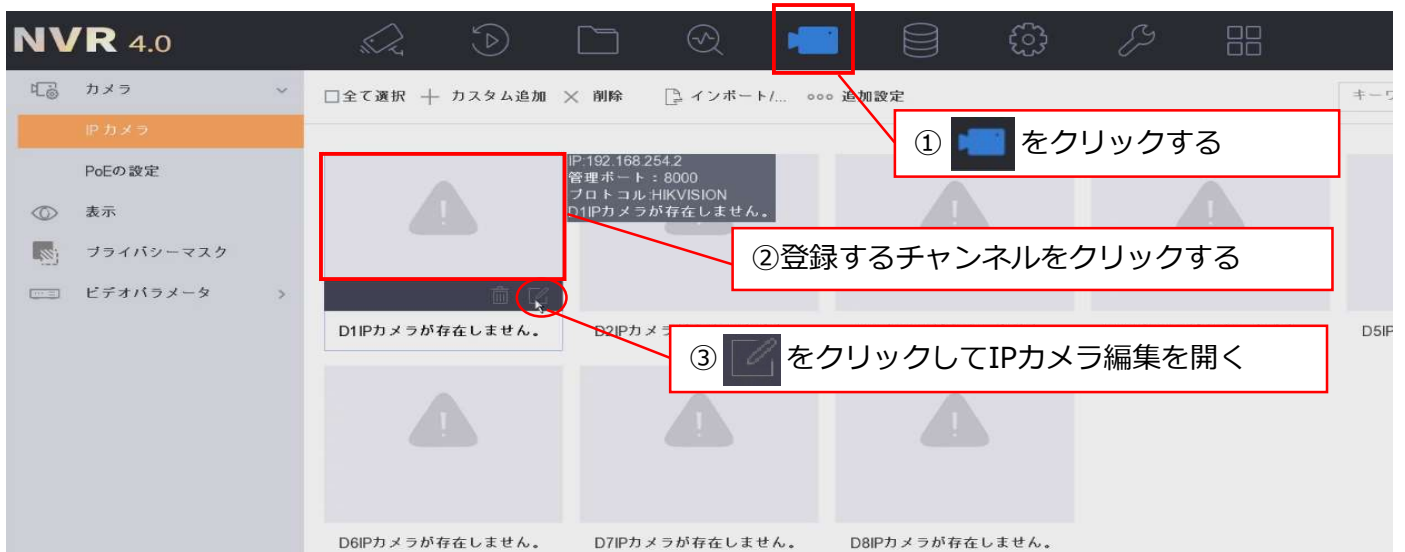 NVR 4.0
カメラ
IPカメラ
PoEの設定
表示
プライバシーマスク
ビデオパラメータ
全て選択 カスタム追加 削除 インポート/... 追加設定
キーワ
① をクリックする
IP:192.168.254.2
管理ポート:8000
プロトコル:HIKVISION
D1IPカメラが存在しません。
②登録するチャンネルをクリックする
D1IPカメラが存在しません。
D2IPカメラ
D5IP
③ をクリックしてIPカメラ編集を開く
D6IPカメラが存在しません。
D7IPカメラが存在しません。
D8IPカメラが存在しません。